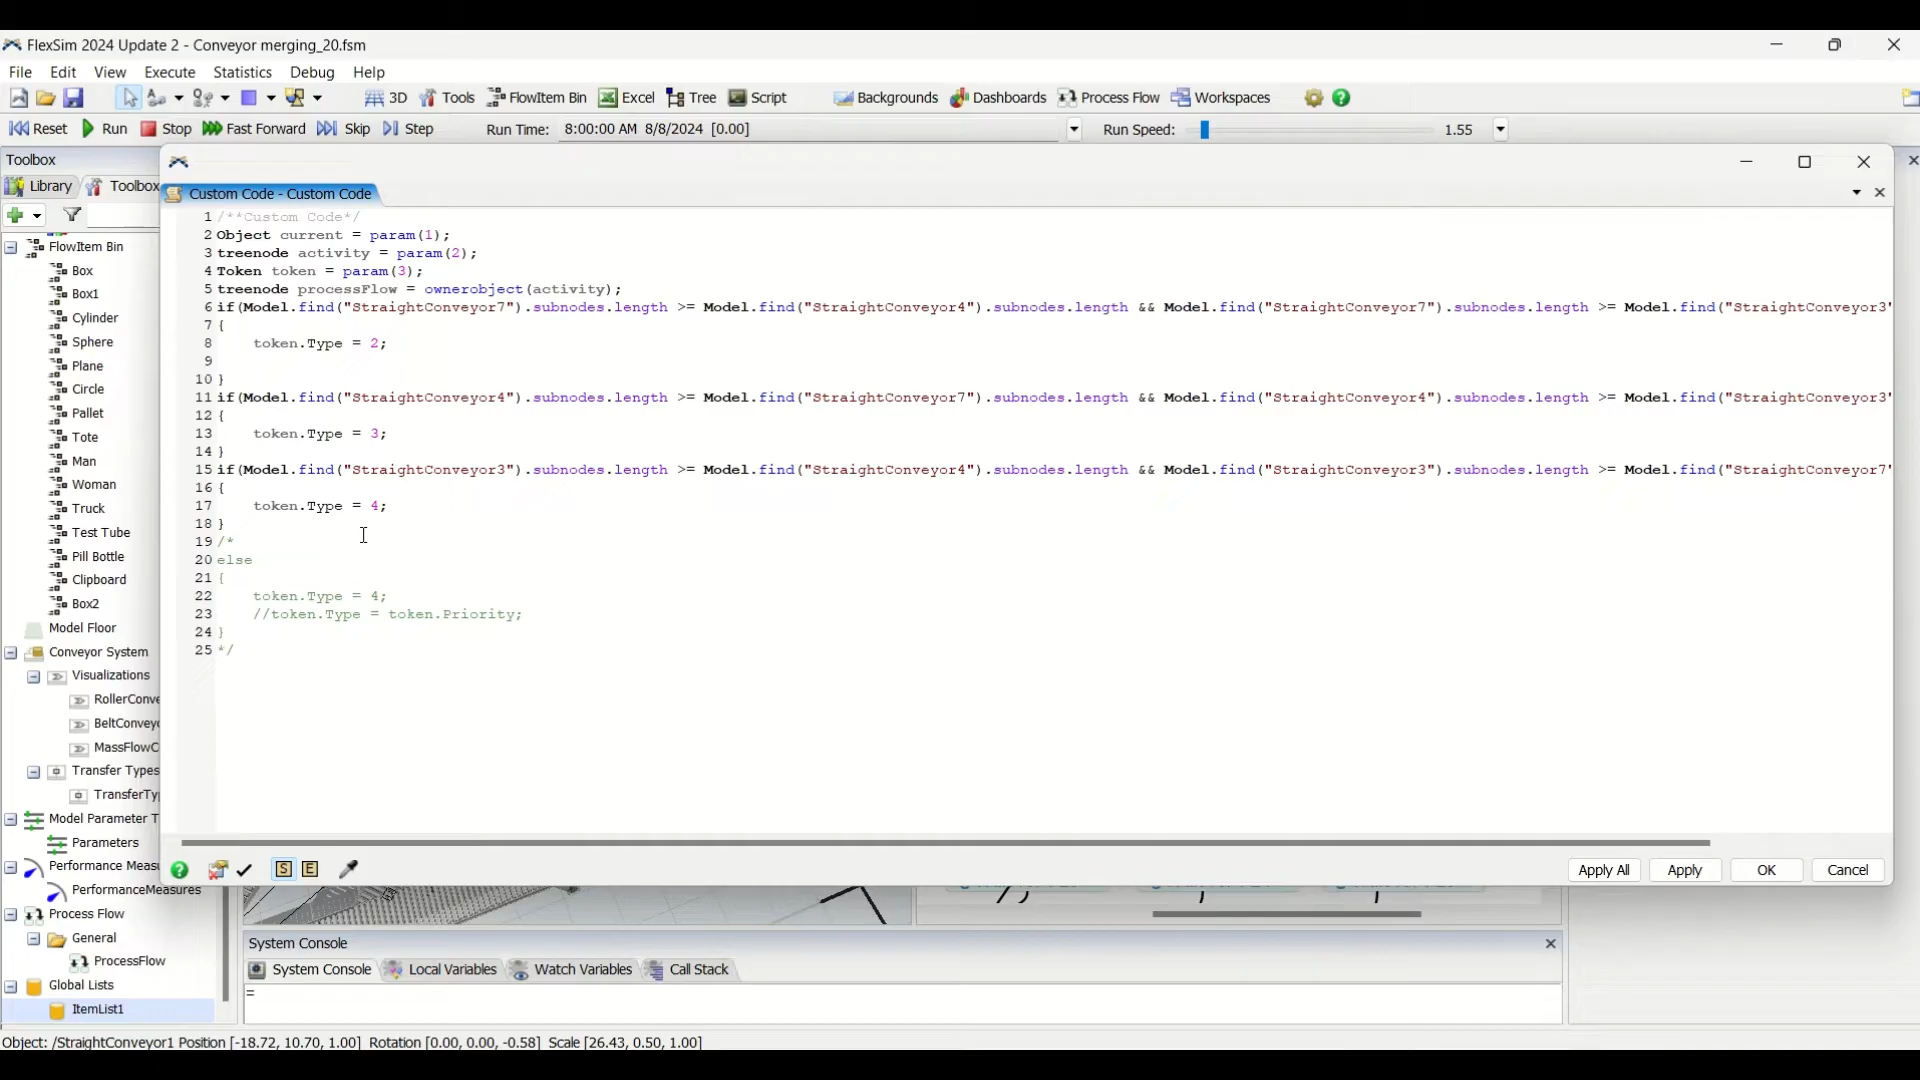 FlexSim 2024 Update 2 - Conveyor merging_20.fsm
File Edit View Execute Statistics Debug Help
3D Tools FlowItem Bin Excel Tree Script Backgrounds Dashboards Process Flow Workspaces
Reset Run Stop Fast Forward Skip Step Run Time: 8:00:00 AM 8/8/2024 [0.00] Run Speed: 1.55
Toolbox
Library Toolbox
Custom Code - Custom Code
1 /**Custom Code*/
2 Object current = param(1);
3 treenode activity = param(2);
4 Token token = param(3);
5 treenode processFlow = ownerobject(activity);
6 if(Model.find("StraightConveyor7").subnodes.length >= Model.find("StraightConveyor4").subnodes.length && Model.find("StraightConveyor7").subnodes.length >= Model.find("StraightConveyor3"
7 {
8 token.Type = 2;
9
10 }
11 if(Model.find("StraightConveyor4").subnodes.length >= Model.find("StraightConveyor7").subnodes.length && Model.find("StraightConveyor4").subnodes.length >= Model.find("StraightConveyor3"
12 {
13 token.Type = 3;
14 }
15 if(Model.find("StraightConveyor3").subnodes.length >= Model.find("StraightConveyor4").subnodes.length && Model.find("StraightConveyor3").subnodes.length >= Model.find("StraightConveyor7"
16 {
17 token.Type = 4;
18 }
19 /*
20 else
21 {
22 token.Type = 4;
23 //token.Type = token.Priority;
24 }
25 */
FlowItem Bin
Box
Box1
Cylinder
Sphere
Plane
Circle
Pallet
Tote
Man
Woman
Truck
Test Tube
Pill Bottle
Clipboard
Box2
Model Floor
Conveyor System
Visualizations
RollerConve
BeltConvey
MassFlowC
Transfer Types
TransferTy
Model Parameter T
Parameters
Performance Meas
PerformanceMeasures
Process Flow
General
ProcessFlow
Global Lists
ItemList1
S E
Apply All Apply OK Cancel
System Console
System Console Local Variables Watch Variables Call Stack
=
Object: /StraightConveyor1 Position [-18.72, 10.70, 1.00] Rotation [0.00, 0.00, -0.58] Scale [26.43, 0.50, 1.00]